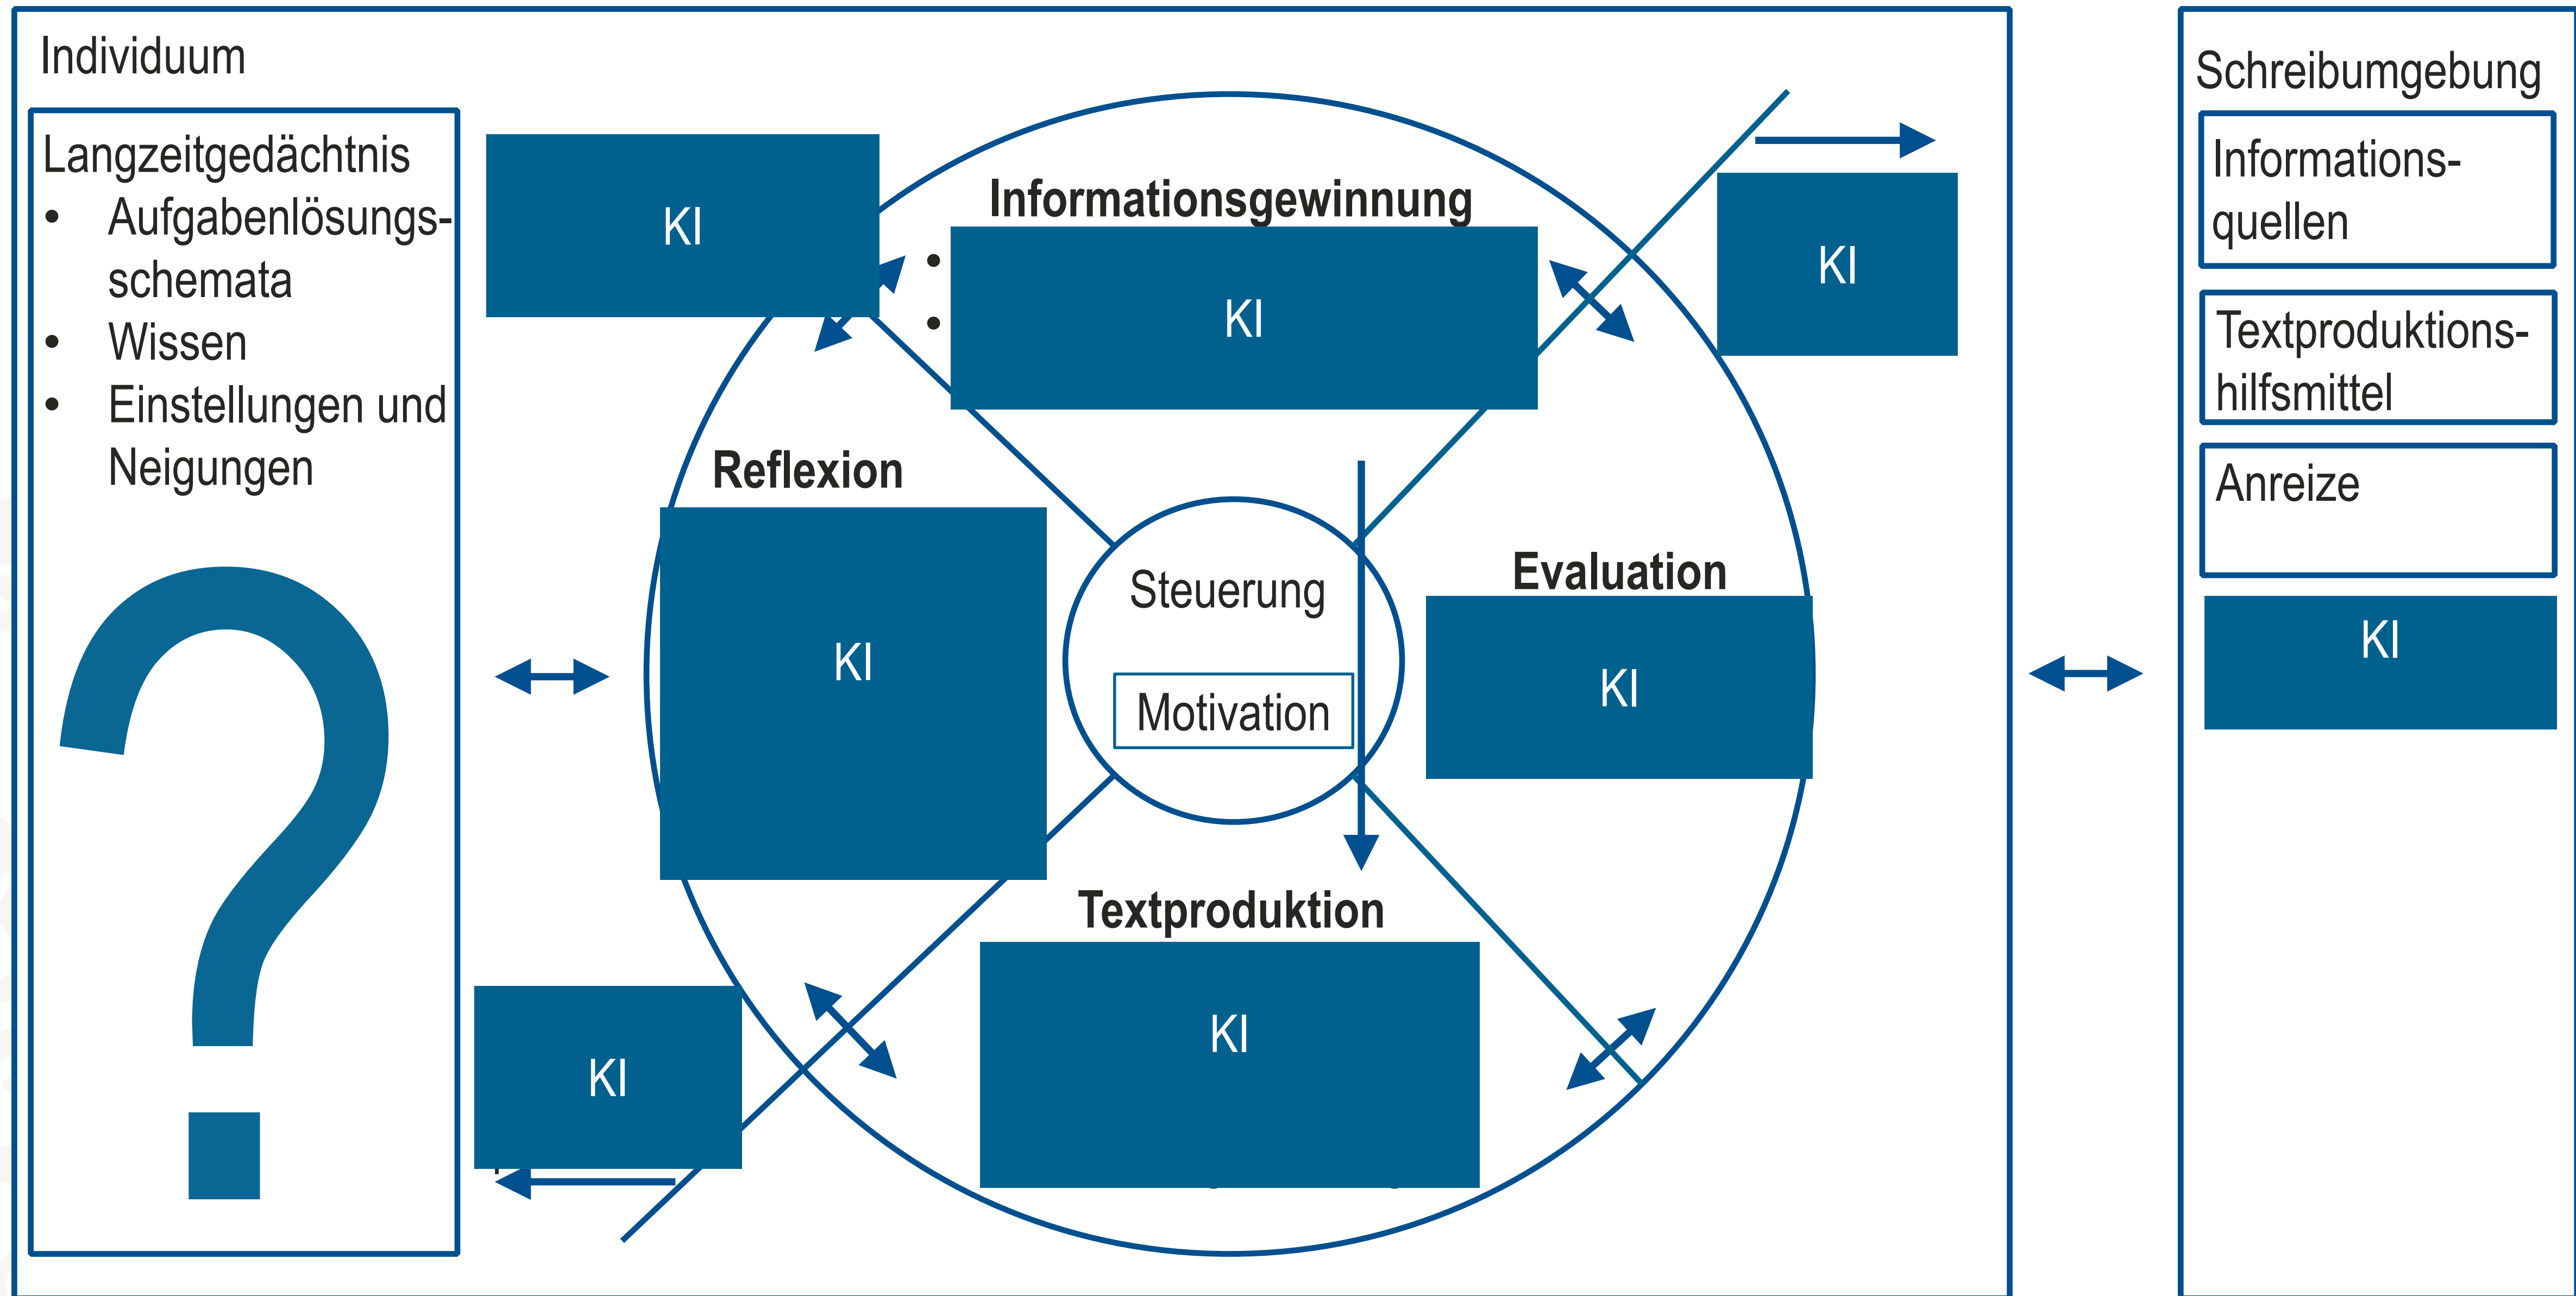 Individuum
Langzeitgedächtnis
• Aufgabenlösungs-
schemata
• Wissen
• Einstellungen und
Neigungen
?
KI
Informationsgewinnung
•
•
KI
KI
Reflexion
KI
Steuerung
Motivation
Evaluation
KI
Textproduktion
KI
KI
Schreibumgebung
Informations-
quellen
Textproduktions-
hilfsmittel
Anreize
KI